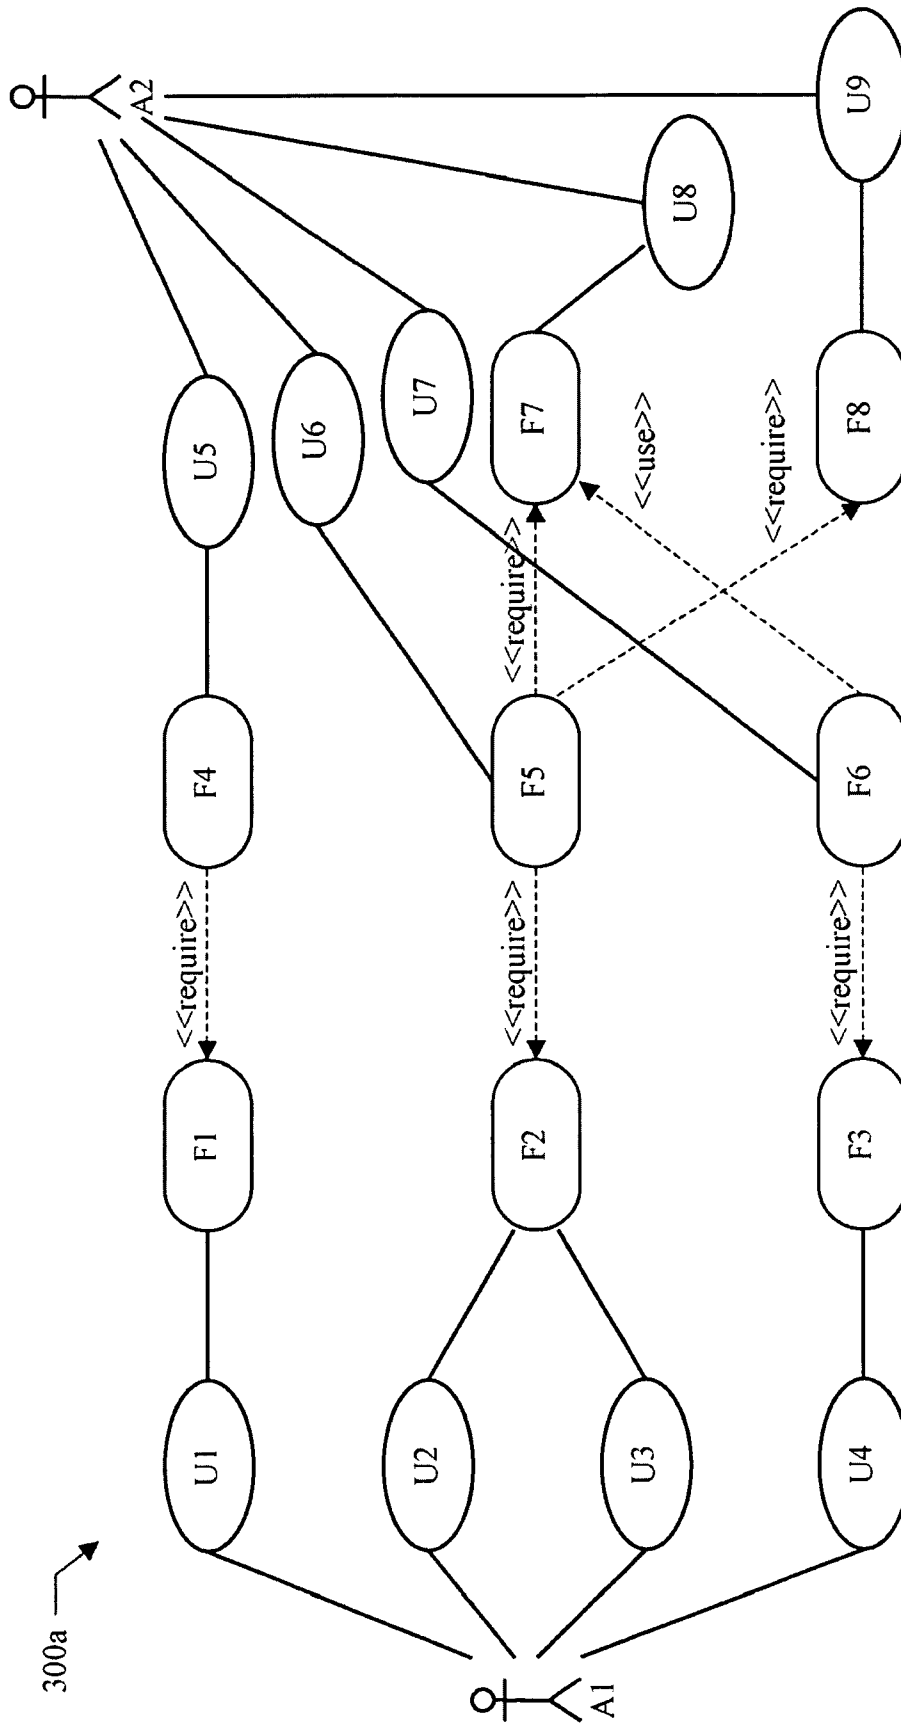 300a
A2
U5
U1
F1
<<require>>
F4
U6
U7
U8
U2
F2
<<require>>
F5
<<require>>
F7
U3
<<use>>
A1
<<require>>
U4
F3
<<require>>
F6
F8
U9